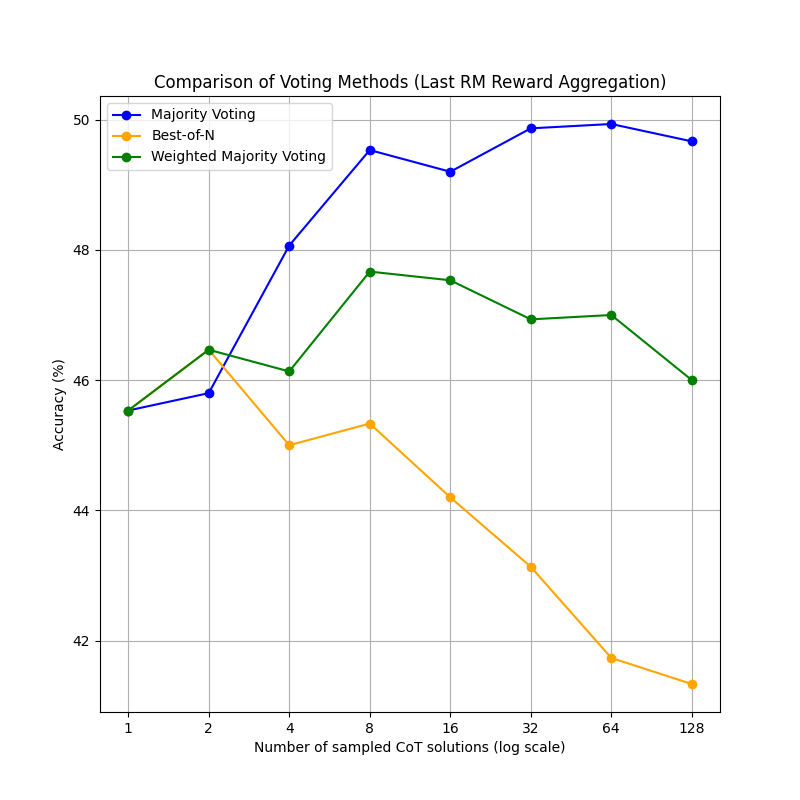 Comparison of Voting Methods (Last RM Reward Aggregation)
Majority Voting
Best-of-N
Weighted Majority Voting
Accuracy (%)
50
48
46
44
42
1 2 4 8 16 32 64 128
Number of sampled CoT solutions (log scale)